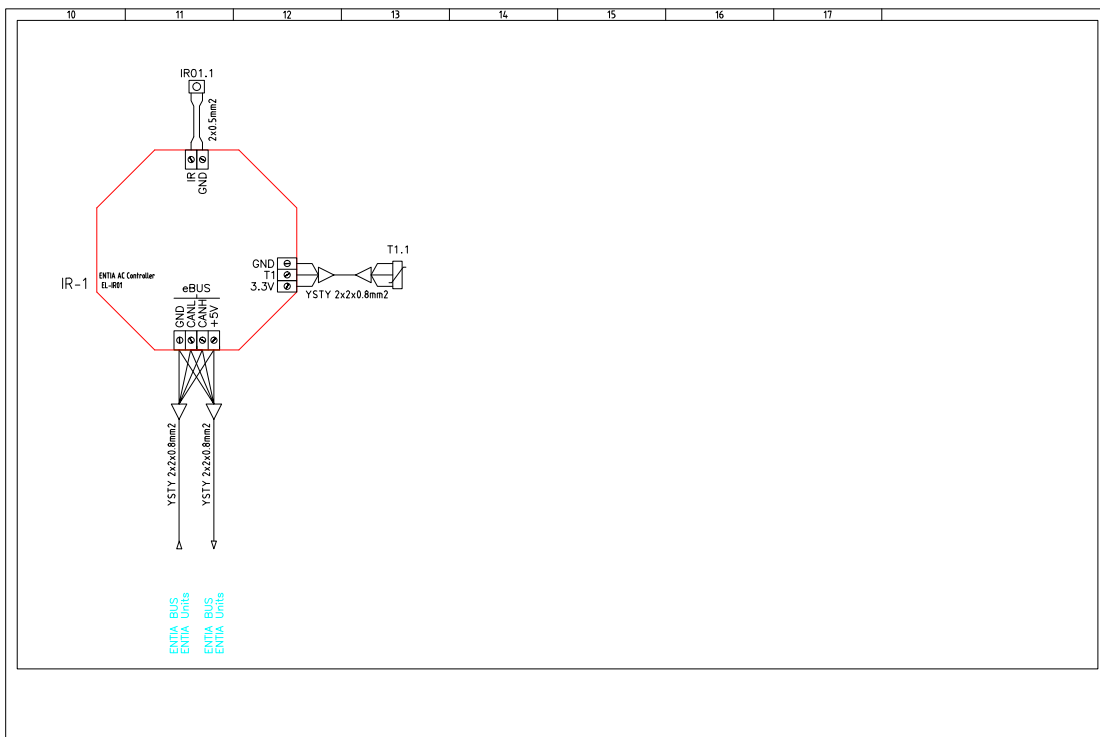 10 11 12 13 14 15 16 17
IR01.1
2x0.5mm2
IR
GND
T1.1
GND
T1
3.3V
YSTY 2x2x0.8mm2
IR-1
ENTIA AC Controller
EL-IR01
eBUS
GND
CANL
CANH
+5V
YSTY 2x2x0.8mm2
YSTY 2x2x0.8mm2
ENTIA BUS
ENTIA Units
ENTIA BUS
ENTIA Units